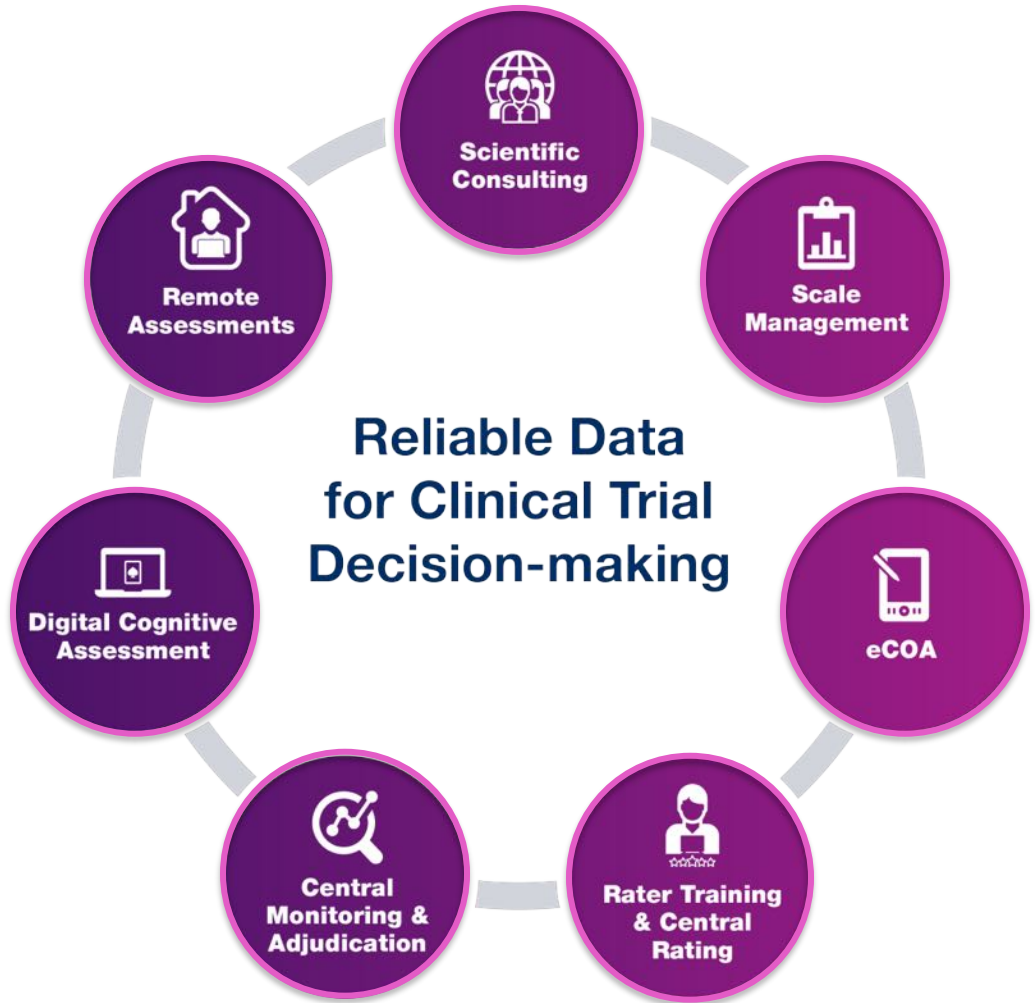 Scientific
Consulting
Scale
Management
eCOA
Rater Training
& Central
Rating
Central
Monitoring &
Adjudication
Digital Cognitive
Assessment
Remote
Assessments
Reliable Data
for Clinical Trial
Decision-making